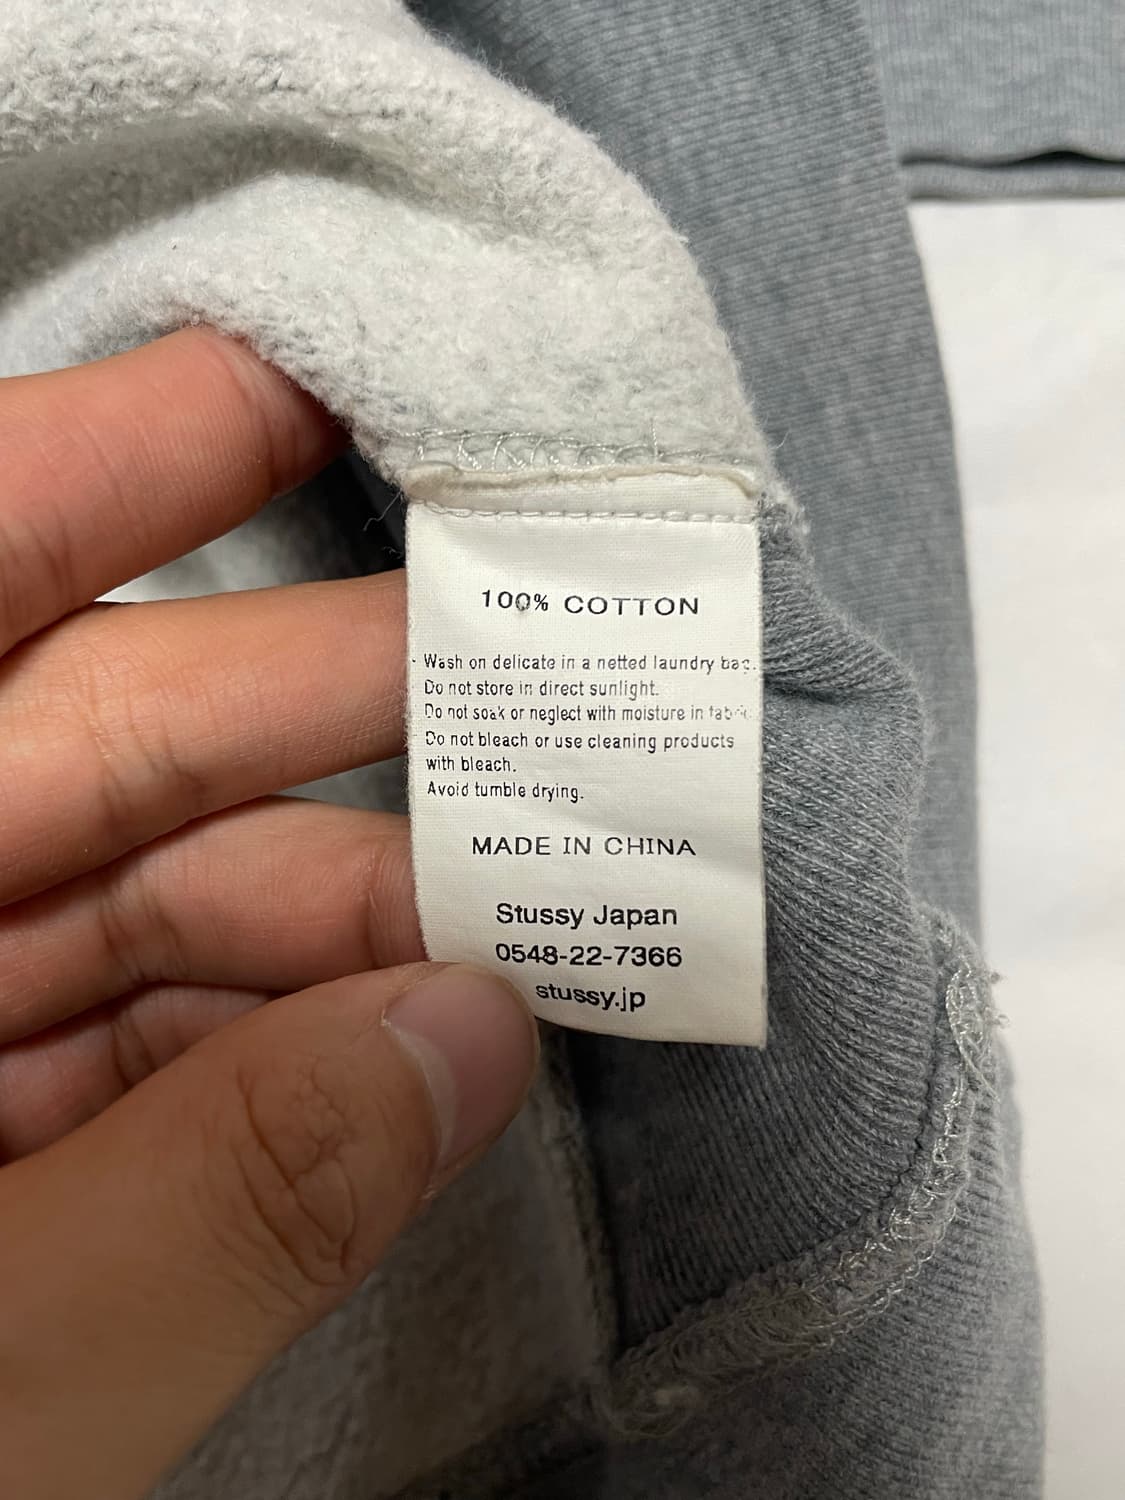 100% COTTON
· Wash on delicate in a netted laundry bag.
Do not store in direct sunlight.
Do not soak or neglect with moisture in fabric.
Do not bleach or use cleaning products
with bleach.
Avoid tumble drying.
MADE IN CHINA
Stussy Japan
0548-22-7366
stussy.jp